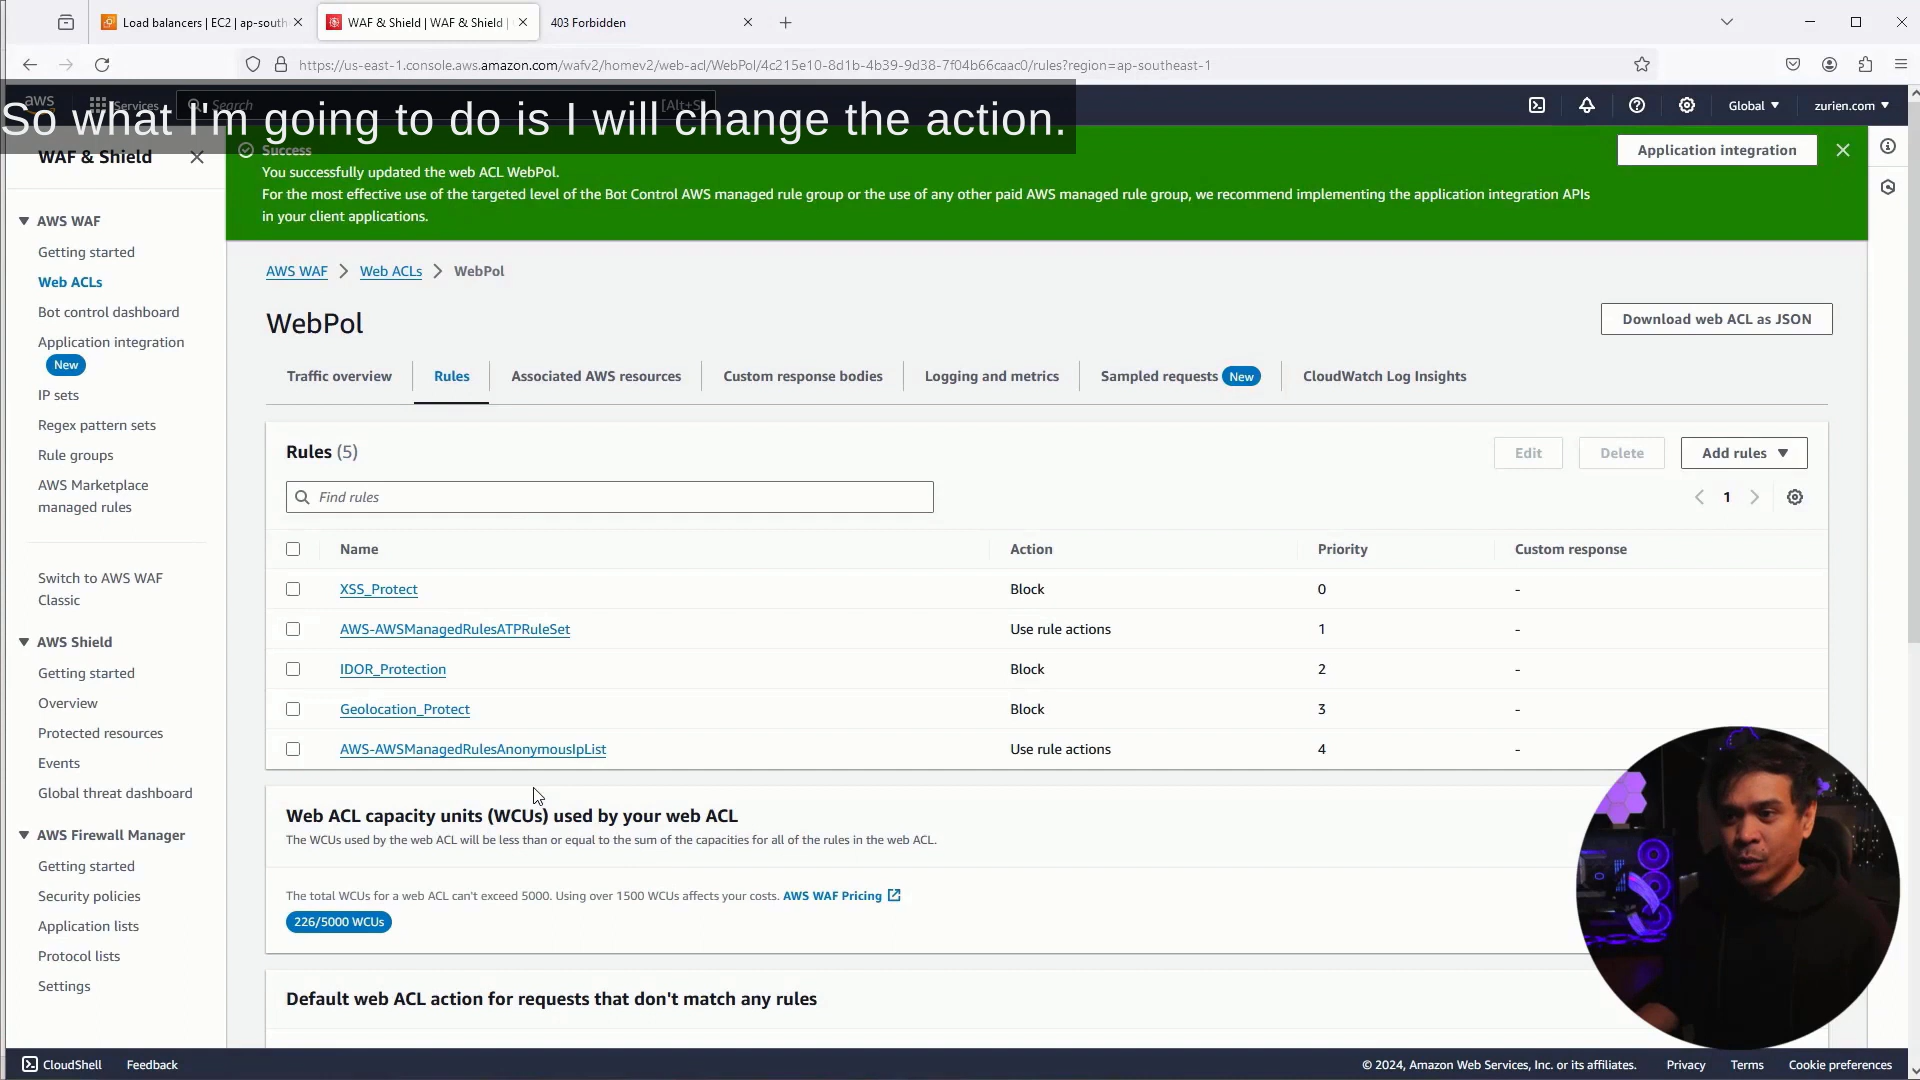 Load balancers | EC2 | ap-south
WAF & Shield | WAF & Shield |
403 Forbidden
https://us-east-1.console.aws.amazon.com/wafv2/homev2/web-acl/WebPol/4c215e10-8d1b-4b39-9d38-7f04b66caac0/rules?region=ap-southeast-1
aws
Services
Search
[Alt+S]
Global
zurien.com
So what I'm going to do is I will change the action.
WAF & Shield
AWS WAF
Getting started
Web ACLs
Bot control dashboard
Application integration
New
IP sets
Regex pattern sets
Rule groups
AWS Marketplace
managed rules
Switch to AWS WAF
Classic
AWS Shield
Getting started
Overview
Protected resources
Events
Global threat dashboard
AWS Firewall Manager
Getting started
Security policies
Application lists
Protocol lists
Settings
Success
You successfully updated the web ACL WebPol.
For the most effective use of the targeted level of the Bot Control AWS managed rule group or the use of any other paid AWS managed rule group, we recommend implementing the application integration APIs
in your client applications.
Application integration
AWS WAF
Web ACLs
WebPol
WebPol
Download web ACL as JSON
Traffic overview
Rules
Associated AWS resources
Custom response bodies
Logging and metrics
Sampled requests New
CloudWatch Log Insights
Rules (5)
Edit
Delete
Add rules
Find rules
1
Name Action Priority Custom response
XSS_Protect Block 0 -
AWS-AWSManagedRulesATPRuleSet Use rule actions 1 -
IDOR_Protection Block 2 -
Geolocation_Protect Block 3 -
AWS-AWSManagedRulesAnonymousIpList Use rule actions 4 -
Web ACL capacity units (WCUs) used by your web ACL
The WCUs used by the web ACL will be less than or equal to the sum of the capacities for all of the rules in the web ACL.
The total WCUs for a web ACL can't exceed 5000. Using over 1500 WCUs affects your costs. AWS WAF Pricing
226/5000 WCUs
Default web ACL action for requests that don't match any rules
CloudShell
Feedback
© 2024, Amazon Web Services, Inc. or its affiliates.
Privacy
Terms
Cookie preferences